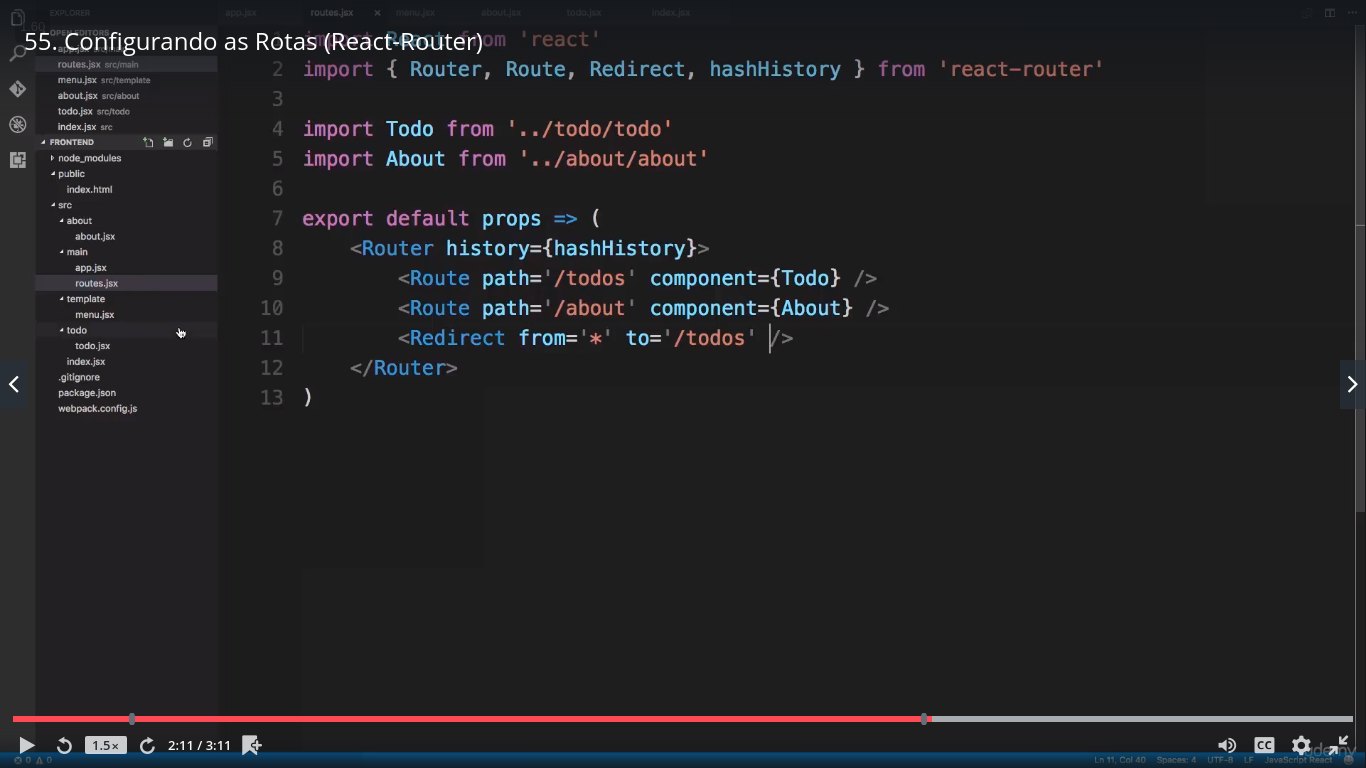 EXPLORER
app.jsx
routes.jsx ×
menu.jsx
about.jsx
todo.jsx
index.jsx
55. Configurando as Rotas (React-Router)
OPEN EDITORS
app.jsx
routes.jsx src/main
menu.jsx src/template
about.jsx src/about
todo.jsx src/todo
index.jsx src
FRONTEND
node_modules
public
index.html
src
about
about.jsx
main
app.jsx
routes.jsx
template
menu.jsx
todo
todo.jsx
index.jsx
.gitignore
package.json
webpack.config.js
import React from 'react'
2 import { Router, Route, Redirect, hashHistory } from 'react-router'
3
4 import Todo from '../todo/todo'
5 import About from '../about/about'
6
7 export default props => (
8 <Router history={hashHistory}>
9 <Route path='/todos' component={Todo} />
10 <Route path='/about' component={About} />
11 <Redirect from='*' to='/todos' />
12 </Router>
13 )
1.5×
2:11 / 3:11
CC
udemy
0 0
Ln 11, Col 40 Spaces: 4 UTF-8 LF JavaScript React